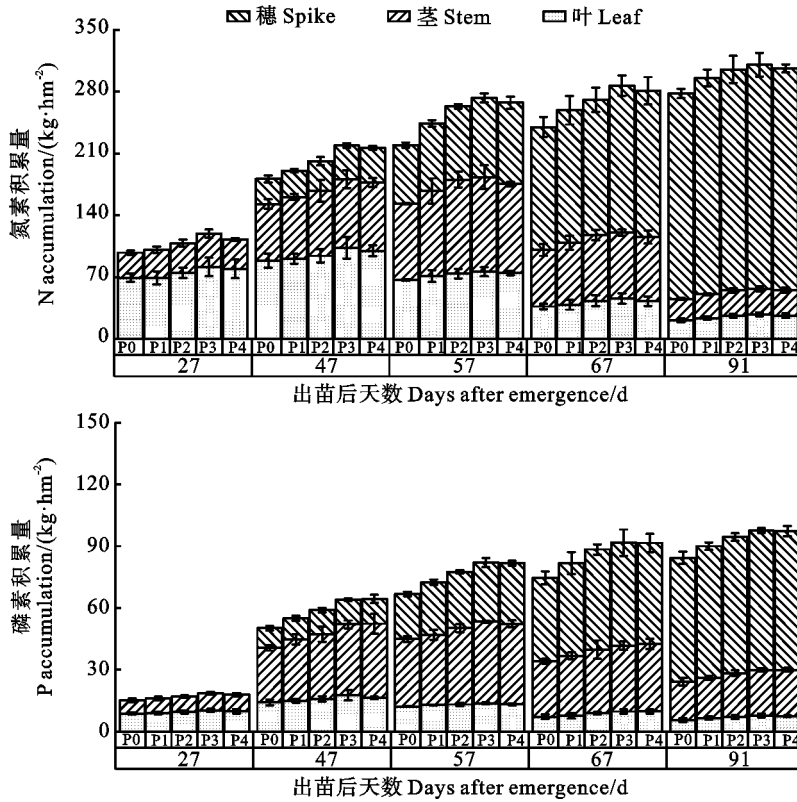 穗 Spike 茎 Stem 叶 Leaf
350
280
210
140
70
0
氮素积累量
N accumulation/(kg·hm⁻²)
P0 P1 P2 P3 P4 P0 P1 P2 P3 P4 P0 P1 P2 P3 P4 P0 P1 P2 P3 P4 P0 P1 P2 P3 P4
27 47 57 67 91
出苗后天数 Days after emergence/d
150
120
90
60
30
0
磷素积累量
P accumulation/(kg·hm⁻²)
P0 P1 P2 P3 P4 P0 P1 P2 P3 P4 P0 P1 P2 P3 P4 P0 P1 P2 P3 P4 P0 P1 P2 P3 P4
27 47 57 67 91
出苗后天数 Days after emergence/d